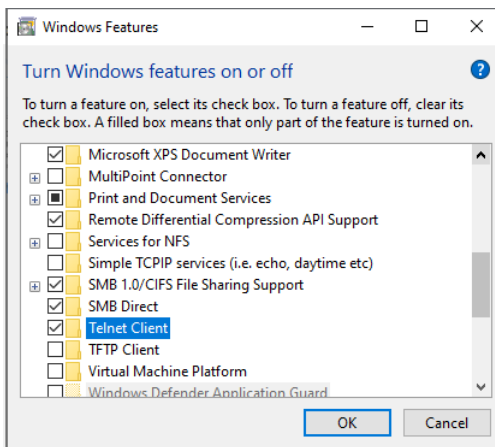 Windows Features
Turn Windows features on or off
To turn a feature on, select its check box. To turn a feature off, clear its
check box. A filled box means that only part of the feature is turned on.
Microsoft XPS Document Writer
MultiPoint Connector
Print and Document Services
Remote Differential Compression API Support
Services for NFS
Simple TCPIP services (i.e. echo, daytime etc)
SMB 1.0/CIFS File Sharing Support
SMB Direct
Telnet Client
TFTP Client
Virtual Machine Platform
Windows Defender Application Guard
OK Cancel